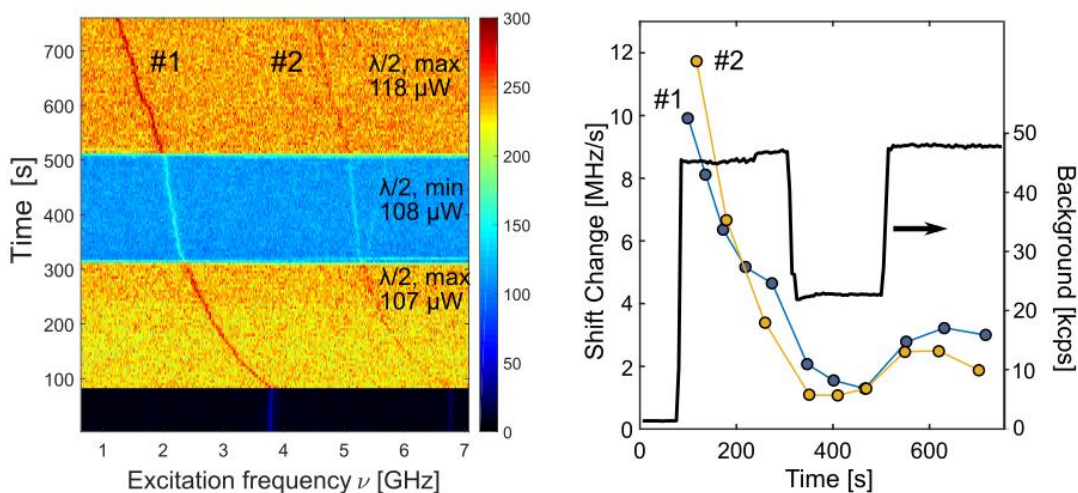 700
600
500
400
300
200
100
Time [s]
1 2 3 4 5 6 7
Excitation frequency ν [GHz]
#1
#2
λ/2, max
118 µW
λ/2, min
108 µW
λ/2, max
107 µW
300
250
200
150
100
50
0
12
10
8
6
4
2
0
Shift Change [MHz/s]
#2
#1
0 200 400 600
Time [s]
50
40
30
20
10
0
Background
[kcps]